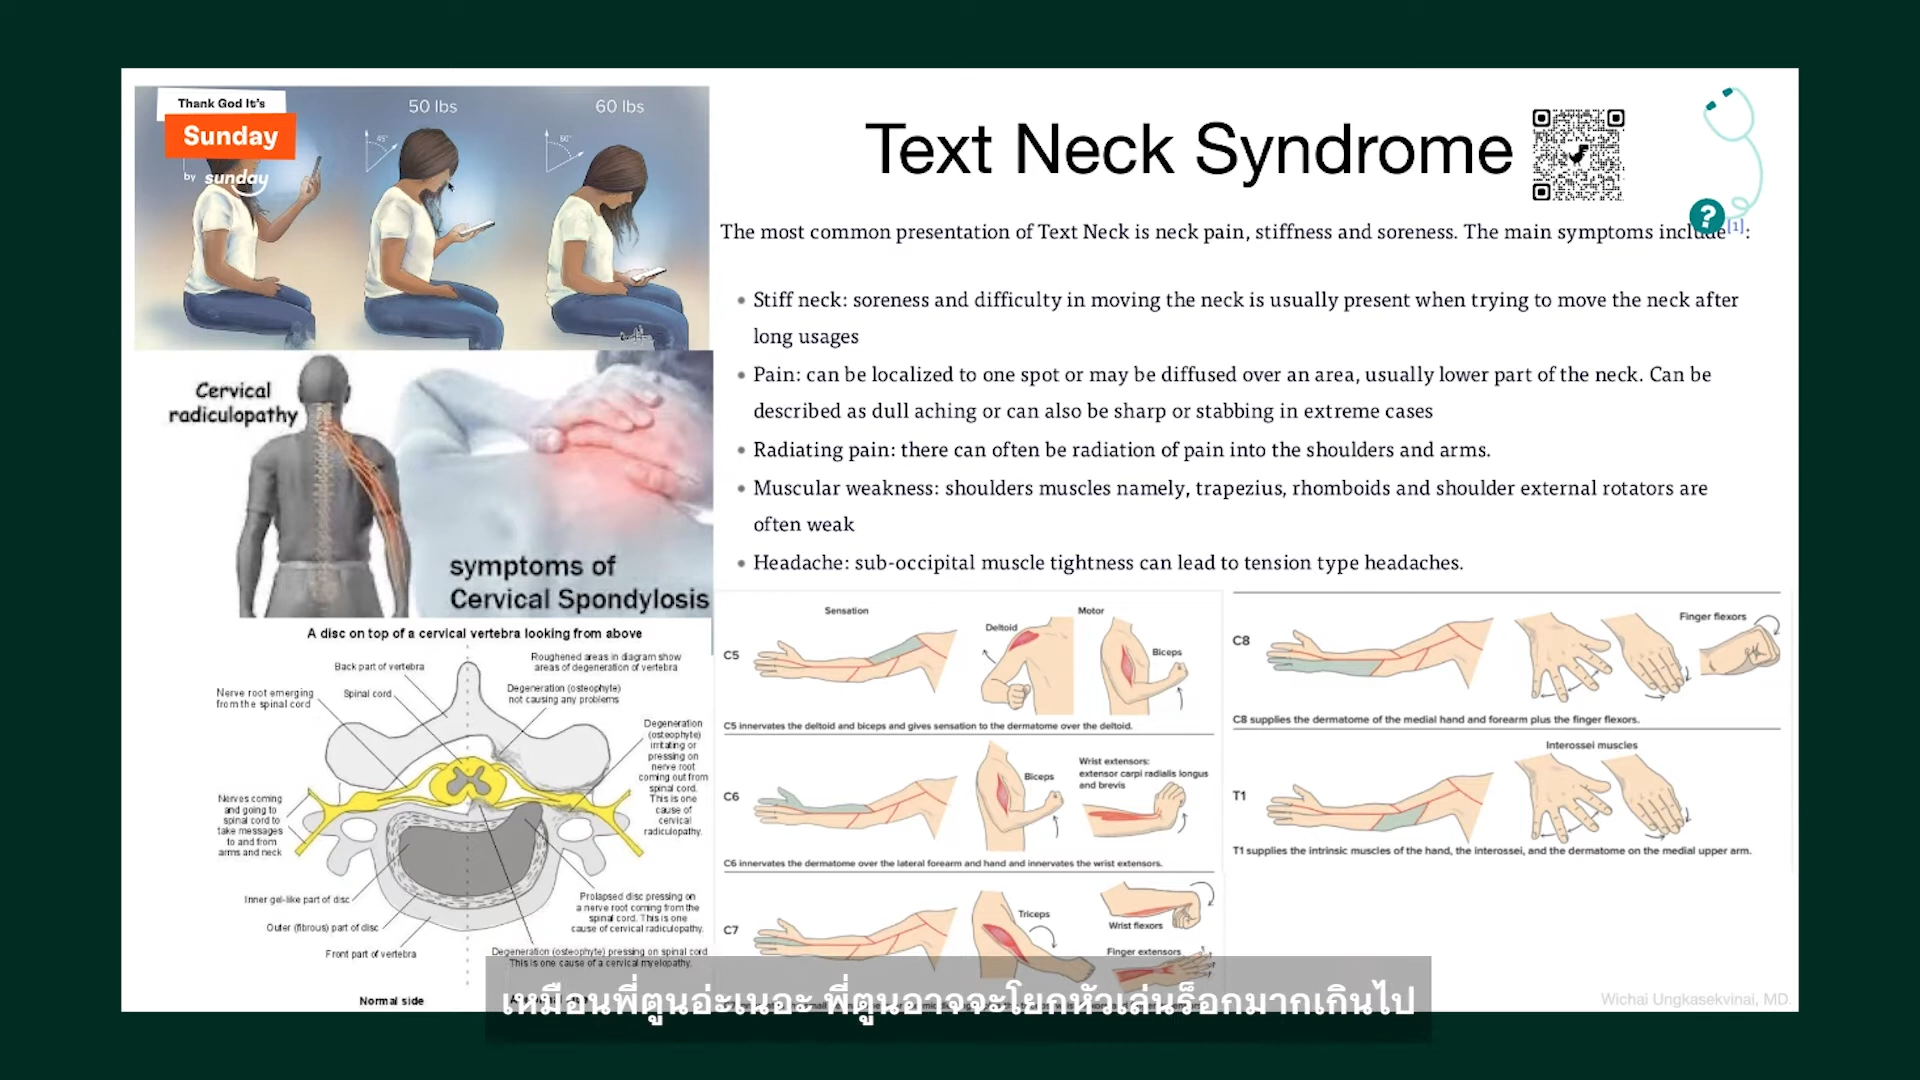 Thank God It's
Sunday
by sunday
50 lbs
60 lbs
45°
60°
Text Neck Syndrome
?
The most common presentation of Text Neck is neck pain, stiffness and soreness. The main symptoms include[1]:
• Stiff neck: soreness and difficulty in moving the neck is usually present when trying to move the neck after
long usages
• Pain: can be localized to one spot or may be diffused over an area, usually lower part of the neck. Can be
described as dull aching or can also be sharp or stabbing in extreme cases
• Radiating pain: there can often be radiation of pain into the shoulders and arms.
• Muscular weakness: shoulders muscles namely, trapezius, rhomboids and shoulder external rotators are
often weak
• Headache: sub-occipital muscle tightness can lead to tension type headaches.
Cervical
radiculopathy
symptoms of
Cervical Spondylosis
A disc on top of a cervical vertebra looking from above
Back part of vertebra
Roughened areas in diagram show
areas of degeneration of vertebra
Nerve root emerging
from the spinal cord
Spinal cord
Degeneration (osteophyte)
not causing any problems
Degeneration
(osteophyte)
irritating or
pressing on
nerve root
coming out from
spinal cord.
This is one
cause of
cervical
radiculopathy.
Nerves coming
and going to
spinal cord to
take messages
to and from
arms and neck
Inner gel-like part of disc
Outer (fibrous) part of disc
Front part of vertebra
Prolapsed disc pressing on
a nerve root coming from the
spinal cord. This is one
cause of cervical radiculopathy.
Degeneration (osteophyte) pressing on spinal cord.
This is one cause of a cervical myelopathy.
Normal side
Sensation
Motor
C5
Deltoid
Biceps
C5 innervates the deltoid and biceps and gives sensation to the dermatome over the deltoid.
C6
Biceps
Wrist extensors:
extensor carpi radialis longus
and brevis
C6 innervates the dermatome over the lateral forearm and hand and innervates the wrist extensors.
C7
Triceps
Wrist flexors
Finger extensors
C8
Finger flexors
C8 supplies the dermatome of the medial hand and forearm plus the finger flexors.
Interossei muscles
T1
T1 supplies the intrinsic muscles of the hand, the interossei, and the dermatome on the medial upper arm.
Wichai Ungkasekvinai, MD.
เหมือนพี่ตูนอ่ะเนอะ พี่ตูนอาจจะโยกหัวเล่นร็อกมากเกินไป